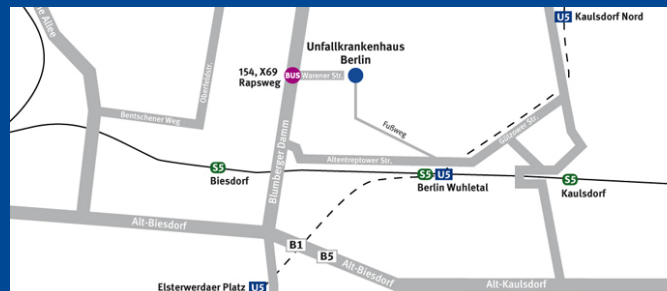 le Allee
U5 Kaulsdorf Nord
Unfallkrankenhaus
Berlin
Oberfeldstr.
154, X69
Rapsweg
BUS
Warener Str.
Bentschener Weg
Fußweg
Gülzower Str.
Blumberger Damm
Altentreptower Str.
S5
Biesdorf
S5 U5
Berlin Wuhletal
S5
Kaulsdorf
Alt-Biesdorf
B1
B5
Alt-Biesdorf
Alt-Kaulsdorf
Elsterwerdaer Platz U5